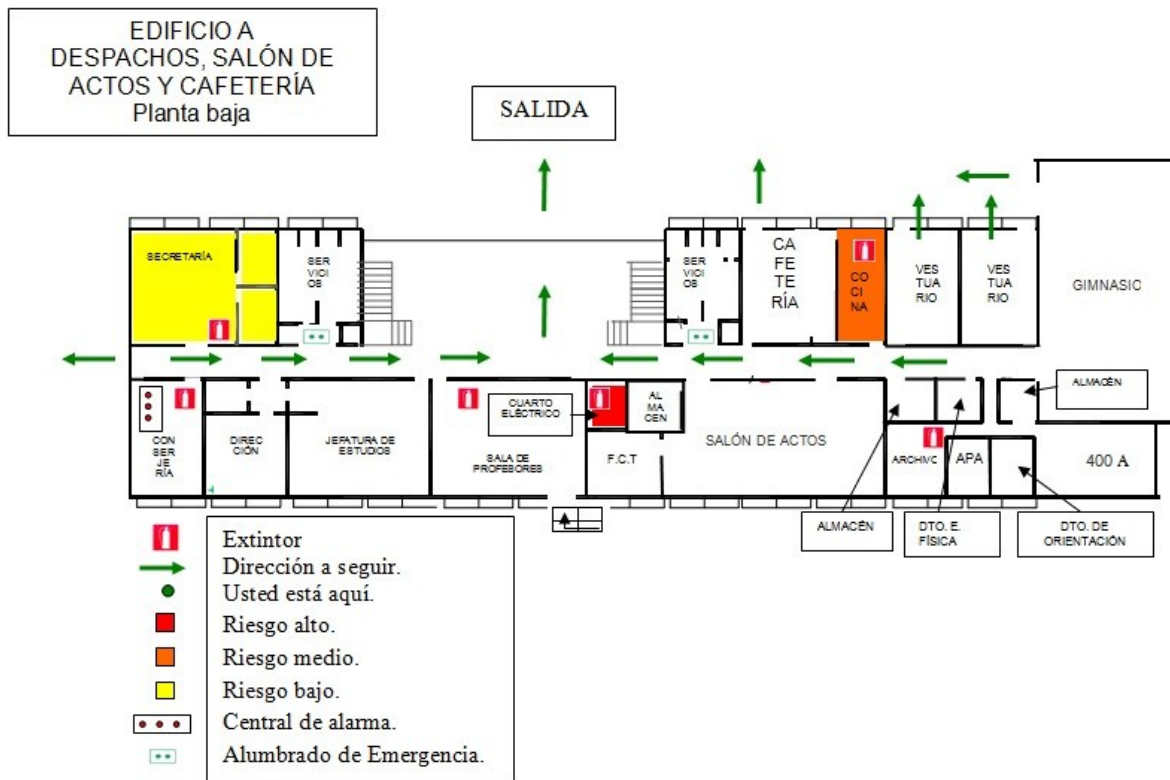 EDIFICIO A
DESPACHOS, SALÓN DE
ACTOS Y CAFETERÍA
Planta baja
SALIDA
SECRETARÍA
SER
VICI
OS
SER
VICI
OS
CA
FE
TE
RÍA
CO
CI
NA
VES
TUA
RIO
VES
TUA
RIO
GIMNASIC
ALMACÉN
CUARTO
ELÉCTRICO
AL
MA
CEN
CON
SER
JE
RÍA
DIREC
CIÓN
JEFATURA DE
ESTUDIOS
SALA DE
PROFESORES
F.C.T
SALÓN DE ACTOS
ARCHIVO
APA
400 A
ALMACÉN
DTO. E.
FÍSICA
DTO. DE
ORIENTACIÓN
Extintor
Dirección a seguir.
Usted está aquí.
Riesgo alto.
Riesgo medio.
Riesgo bajo.
Central de alarma.
Alumbrado de Emergencia.